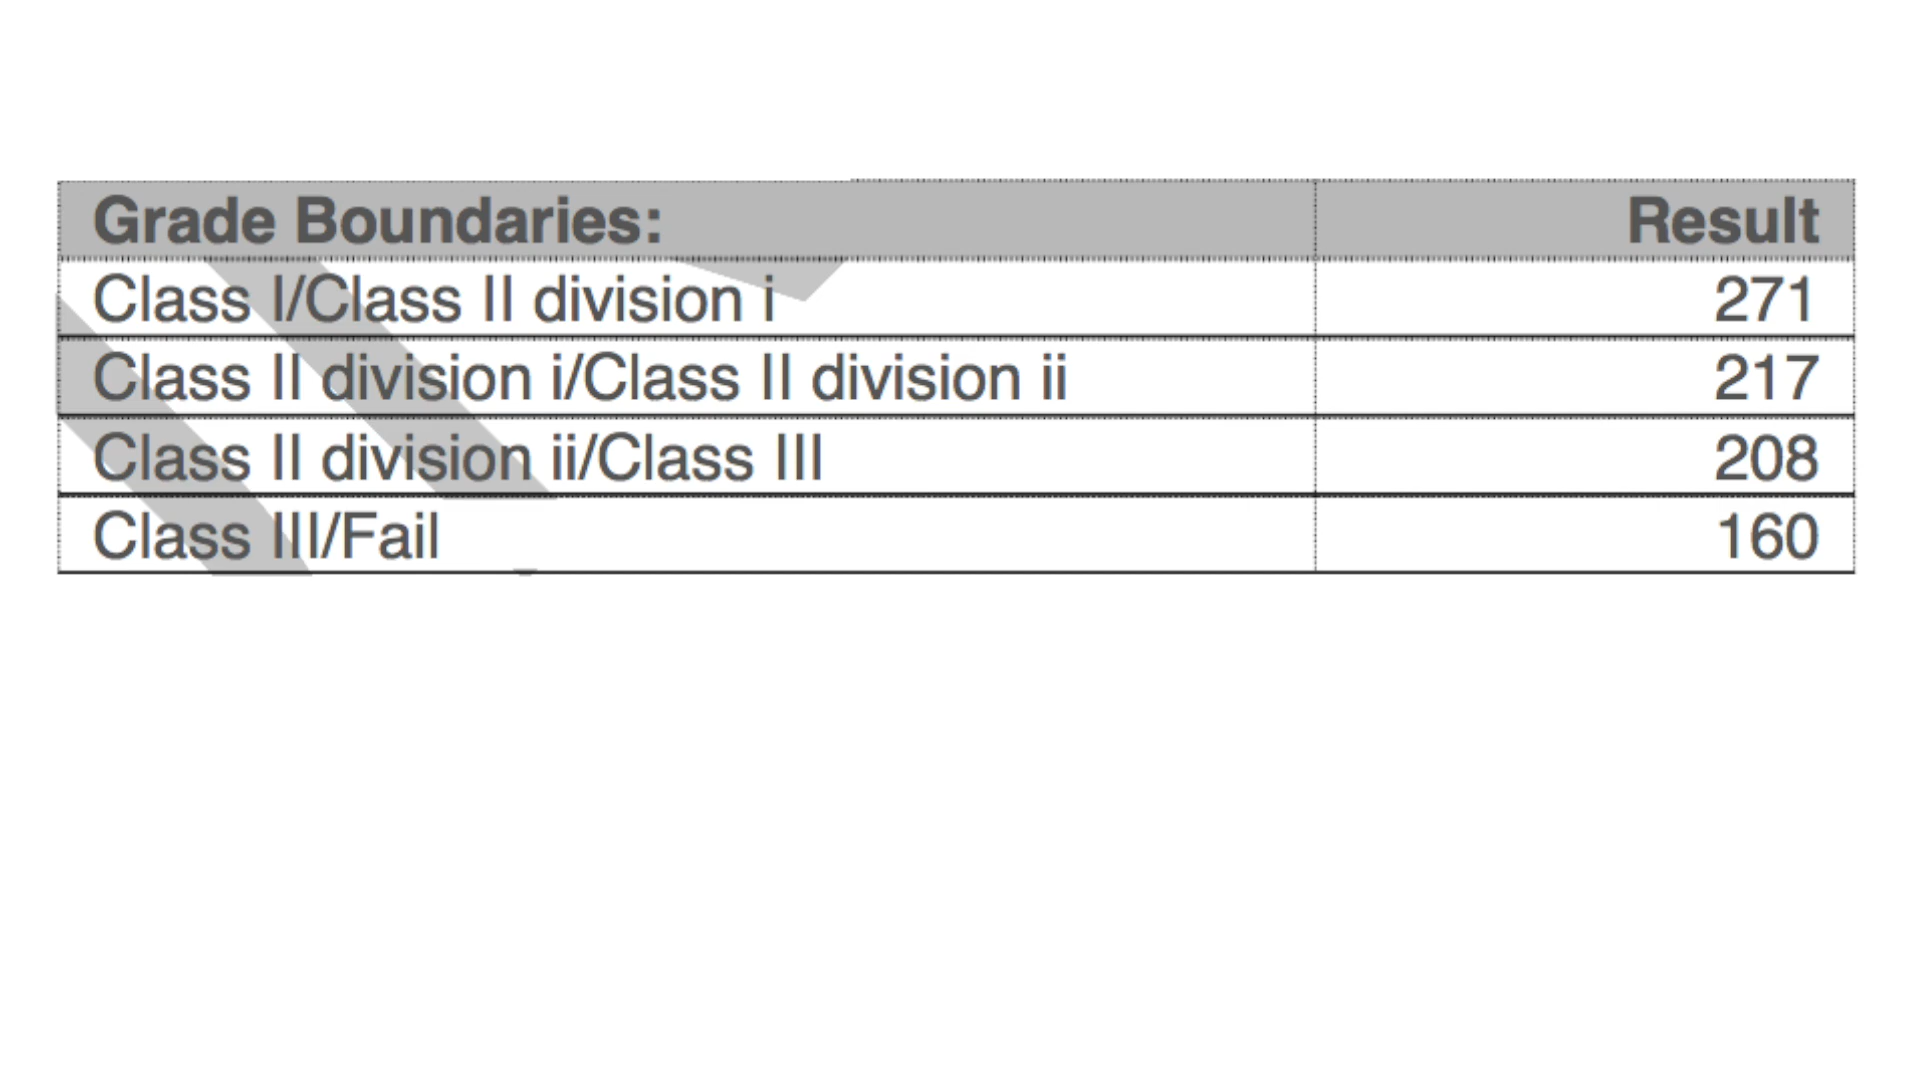 Grade Boundaries: Result
Class I/Class II division i 271
Class II division i/Class II division ii 217
Class II division ii/Class III 208
Class III/Fail 160